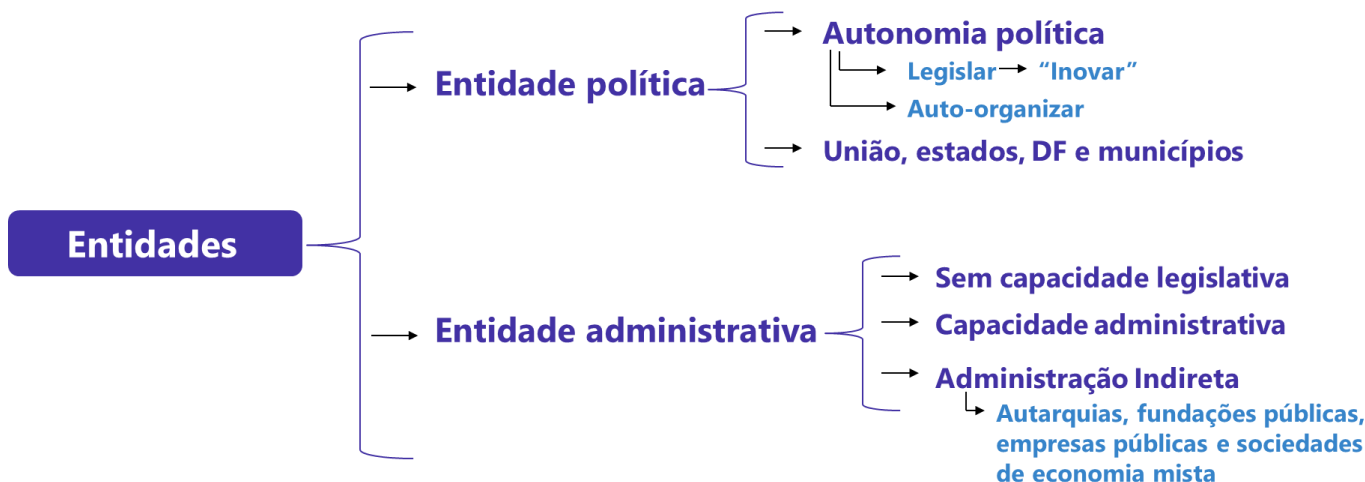 Entidades
Entidade política
Autonomia política
Legislar
“Inovar”
Auto-organizar
União, estados, DF e municípios
Entidade administrativa
Sem capacidade legislativa
Capacidade administrativa
Administração Indireta
Autarquias, fundações públicas,
empresas públicas e sociedades
de economia mista